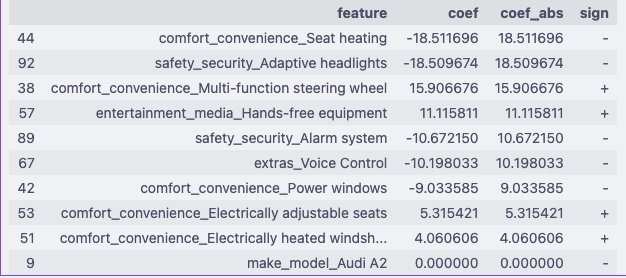 feature coef coef_abs sign
44 comfort_convenience_Seat heating -18.511696 18.511696 -
92 safety_security_Adaptive headlights -18.509674 18.509674 -
38 comfort_convenience_Multi-function steering wheel 15.906676 15.906676 +
57 entertainment_media_Hands-free equipment 11.115811 11.115811 +
89 safety_security_Alarm system -10.672150 10.672150 -
67 extras_Voice Control -10.198033 10.198033 -
42 comfort_convenience_Power windows -9.033585 9.033585 -
53 comfort_convenience_Electrically adjustable seats 5.315421 5.315421 +
51 comfort_convenience_Electrically heated windsh... 4.060606 4.060606 +
9 make_model_Audi A2 0.000000 0.000000 -